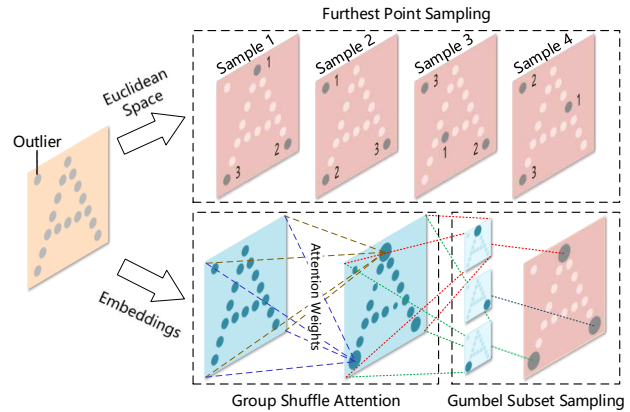 Furthest Point Sampling
Sample 1
Sample 2
Sample 3
Sample 4
Euclidean
Space
Outlier
1
2
3
1
2
3
3
1
2
2
1
3
Embeddings
Attention Weights
Group Shuffle Attention
Gumbel Subset Sampling